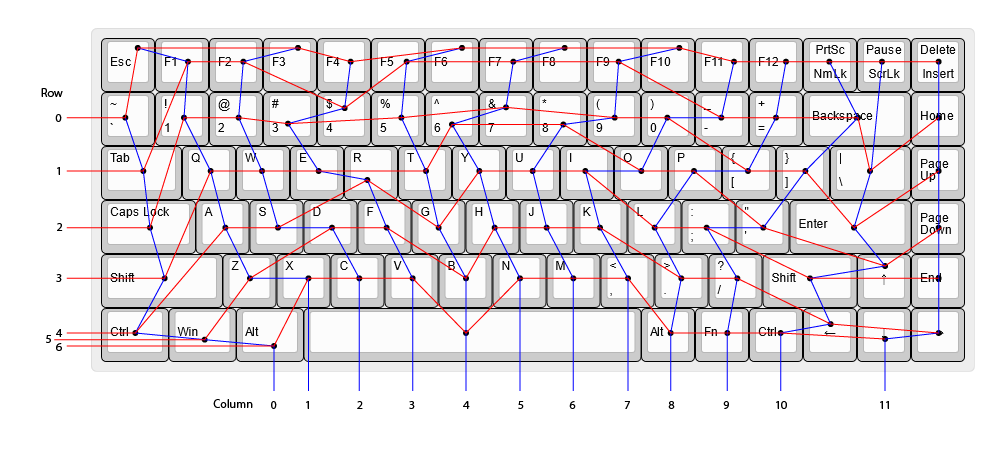 PrtSc Pause Delete
Esc F1 F2 F3 F4 F5 F6 F7 F8 F9 F10 F11 F12
NmLk ScrLk Insert
Row
~ ! @ # $ % ^ & * ( ) _ +
0 Backspace Home
` 1 2 3 4 5 6 7 8 9 0 - =
Tab Q W E R T Y U I O P { } | Page
1 Up
[ ] \
Caps Lock A S D F G H J K L : " Page
2 Enter Down
; '
Z X C V B N M < > ?
3 Shift Shift ↑ End
, . /
4 Ctrl Win Alt Alt Fn Ctrl ←
5
6
Column 0 1 2 3 4 5 6 7 8 9 10 11